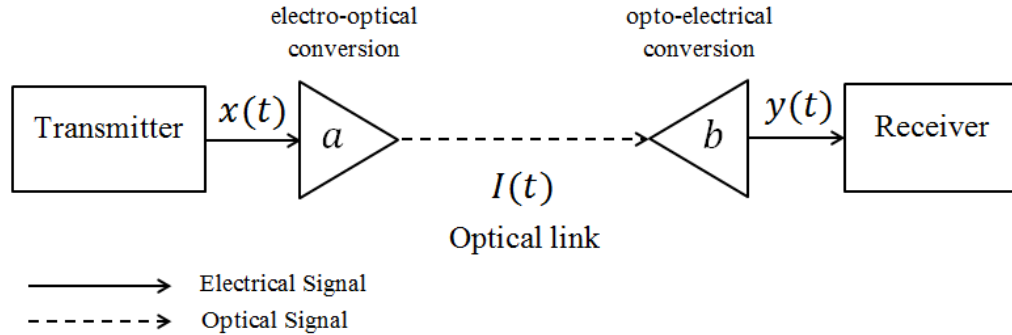 electro-optical
conversion
opto-electrical
conversion
Transmitter
x(t)
a
I(t)
Optical link
b
y(t)
Receiver
Electrical Signal
Optical Signal